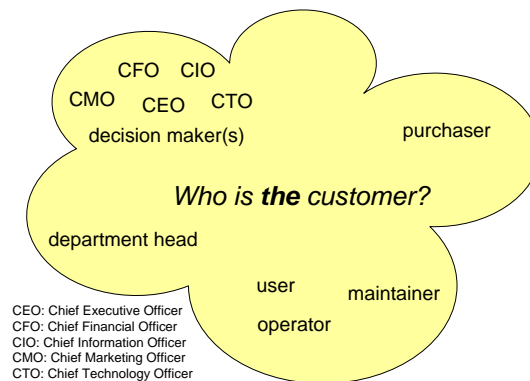 CFO CIO
CMO CEO CTO
decision maker(s)
purchaser
Who is the customer?
department head
user
maintainer
operator
CEO: Chief Executive Officer
CFO: Chief Financial Officer
CIO: Chief Information Officer
CMO: Chief Marketing Officer
CTO: Chief Technology Officer